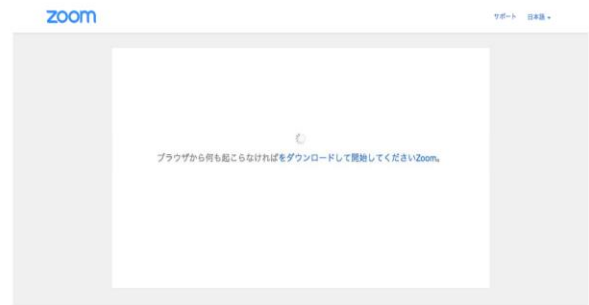 zoom
サポート 日本語
ブラウザから何も起こらなければをダウンロードして開始してくださいZoom。